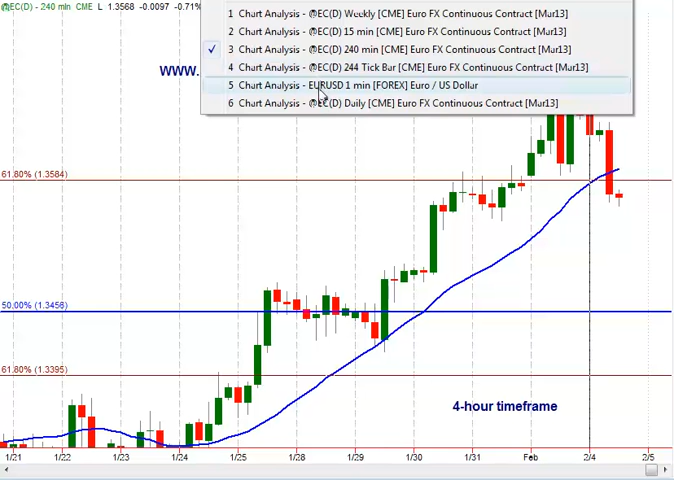 @EC(D) - 240 min CME L 1.3568 -0.0097 -0.71%
1 Chart Analysis - @EC(D) Weekly [CME] Euro FX Continuous Contract [Mar13]
2 Chart Analysis - @EC(D) 15 min [CME] Euro FX Continuous Contract [Mar13]
3 Chart Analysis - @EC(D) 240 min [CME] Euro FX Continuous Contract [Mar13]
4 Chart Analysis - @EC(D) 244 Tick Bar [CME] Euro FX Continuous Contract [Mar13]
www.
5 Chart Analysis - EURUSD 1 min [FOREX] Euro / US Dollar
6 Chart Analysis - @EC(D) Daily [CME] Euro FX Continuous Contract [Mar13]
61.80% (1.3584)
50.00% (1.3456)
61.80% (1.3395)
4-hour timeframe
1/21 1/22 1/23 1/24 1/25 1/28 1/29 1/30 1/31 Feb 2/4 2/5